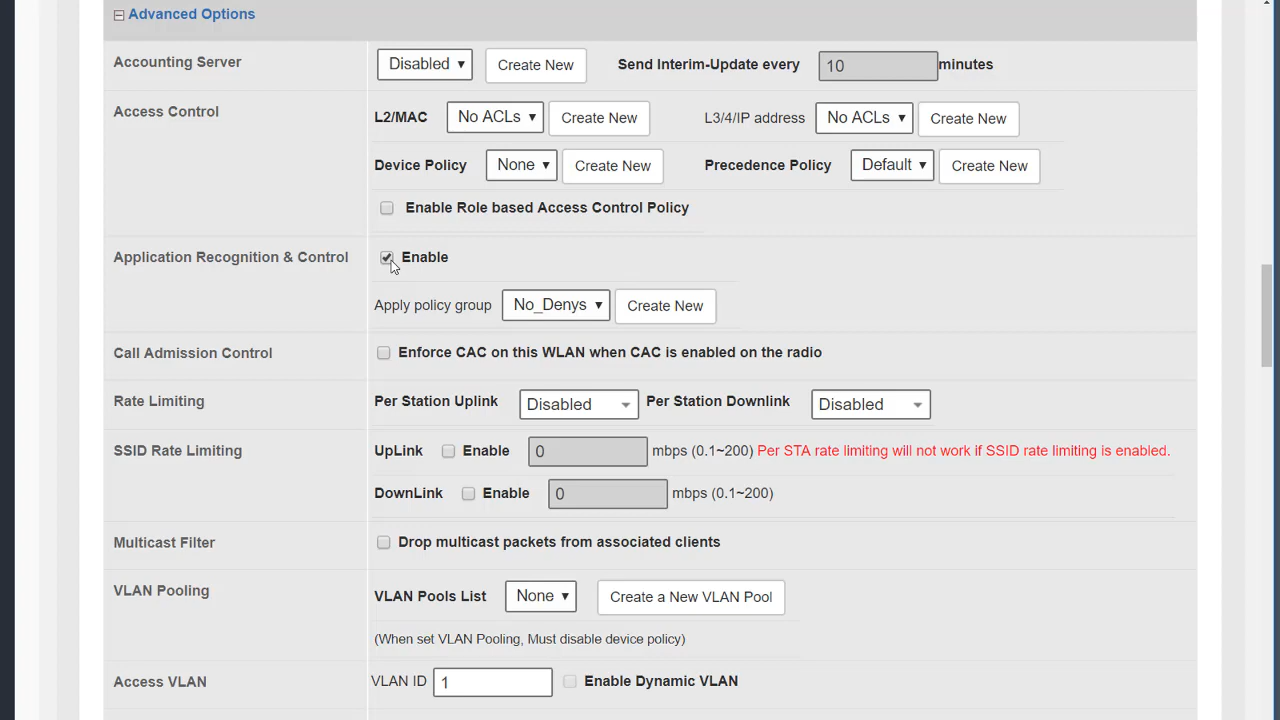 Advanced Options
Accounting Server Disabled Create New Send Interim-Update every 10 minutes
Access Control L2/MAC No ACLs Create New L3/4/IP address No ACLs Create New
Device Policy None Create New Precedence Policy Default Create New
Enable Role based Access Control Policy
Application Recognition & Control Enable
Apply policy group No_Denys Create New
Call Admission Control Enforce CAC on this WLAN when CAC is enabled on the radio
Rate Limiting Per Station Uplink Disabled Per Station Downlink Disabled
SSID Rate Limiting UpLink Enable 0 mbps (0.1~200) Per STA rate limiting will not work if SSID rate limiting is enabled.
DownLink Enable 0 mbps (0.1~200)
Multicast Filter Drop multicast packets from associated clients
VLAN Pooling VLAN Pools List None Create a New VLAN Pool
(When set VLAN Pooling, Must disable device policy)
Access VLAN VLAN ID 1 Enable Dynamic VLAN